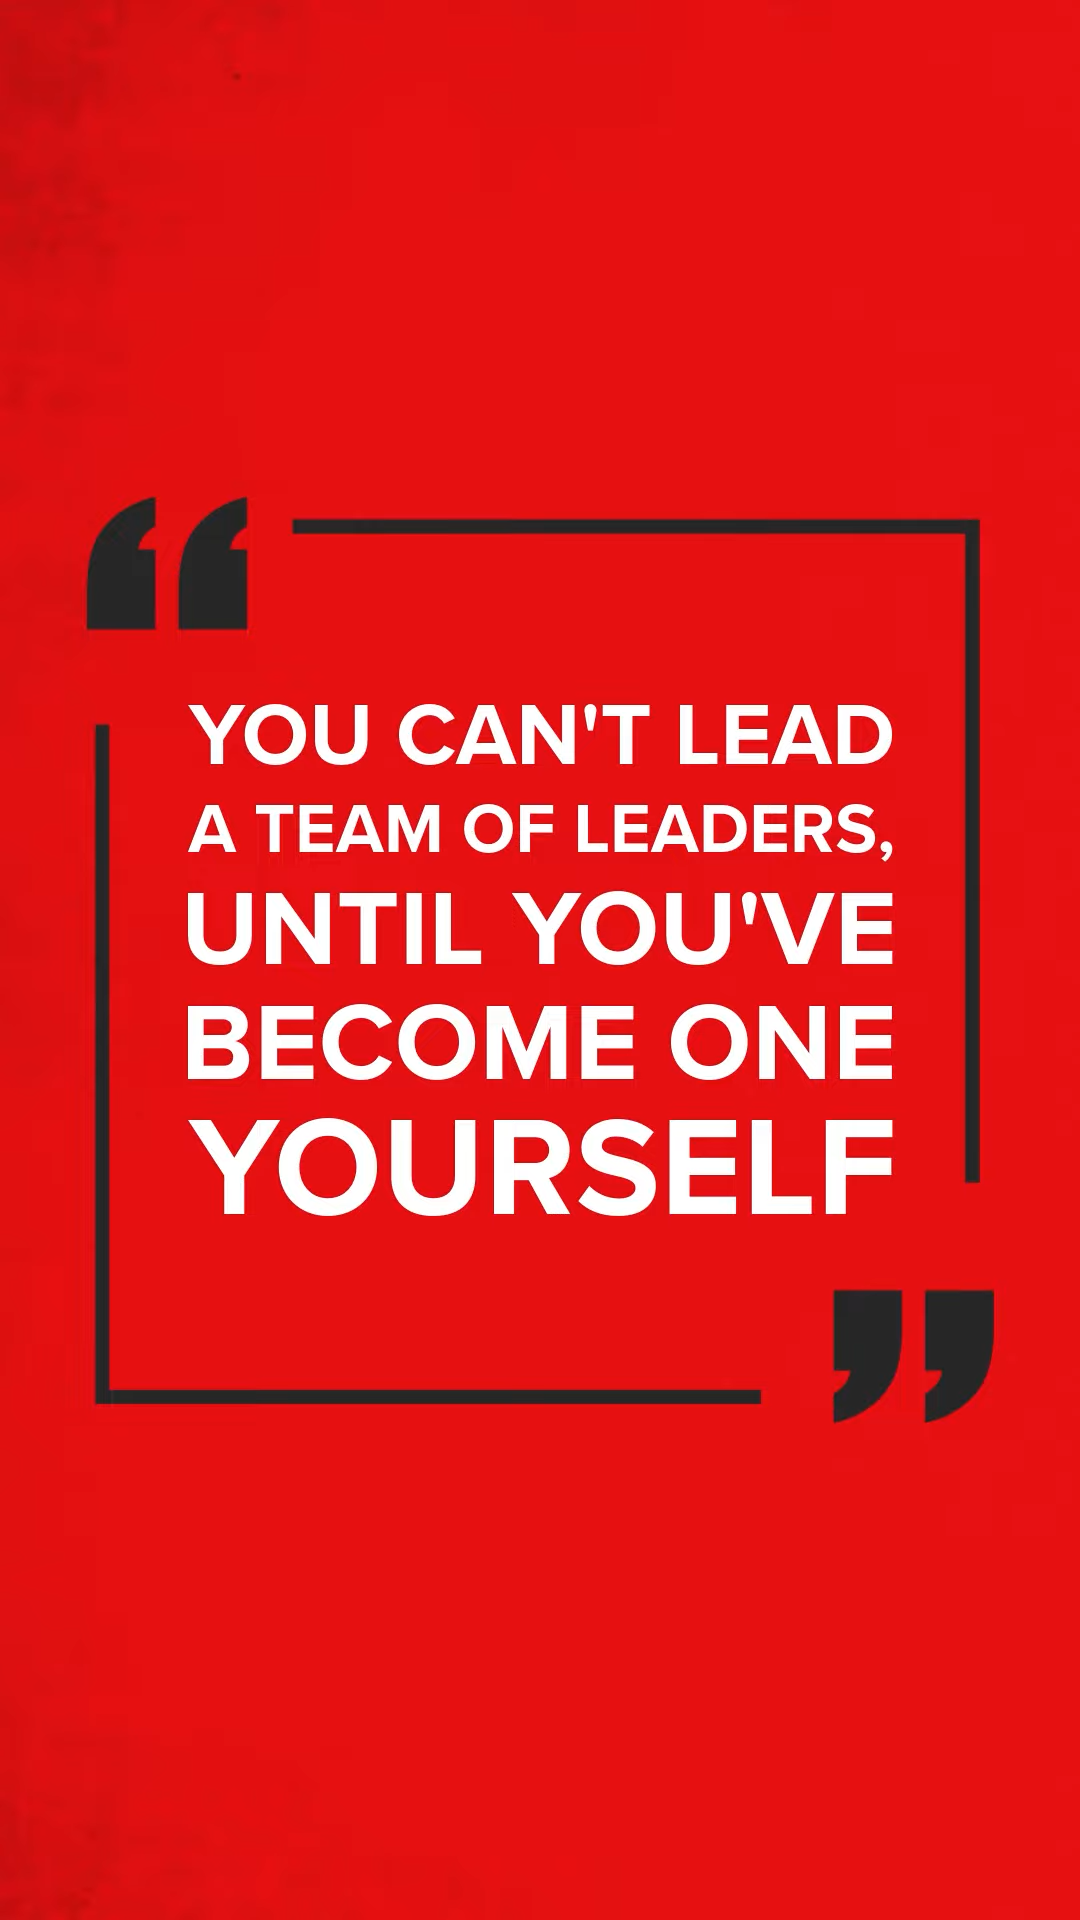 “
YOU CAN'T LEAD
A TEAM OF LEADERS,
UNTIL YOU'VE
BECOME ONE
YOURSELF
”